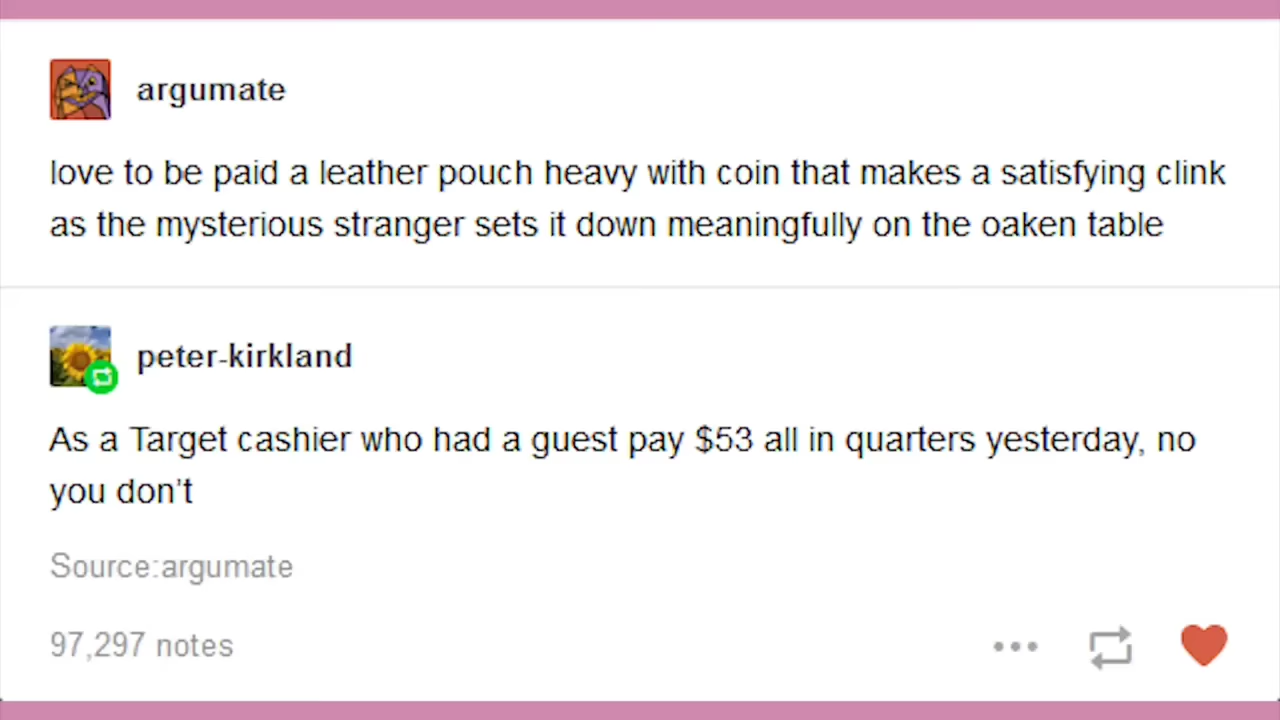 argumate
love to be paid a leather pouch heavy with coin that makes a satisfying clink
as the mysterious stranger sets it down meaningfully on the oaken table
peter-kirkland
As a Target cashier who had a guest pay $53 all in quarters yesterday, no
you don't
Source:argumate
97,297 notes